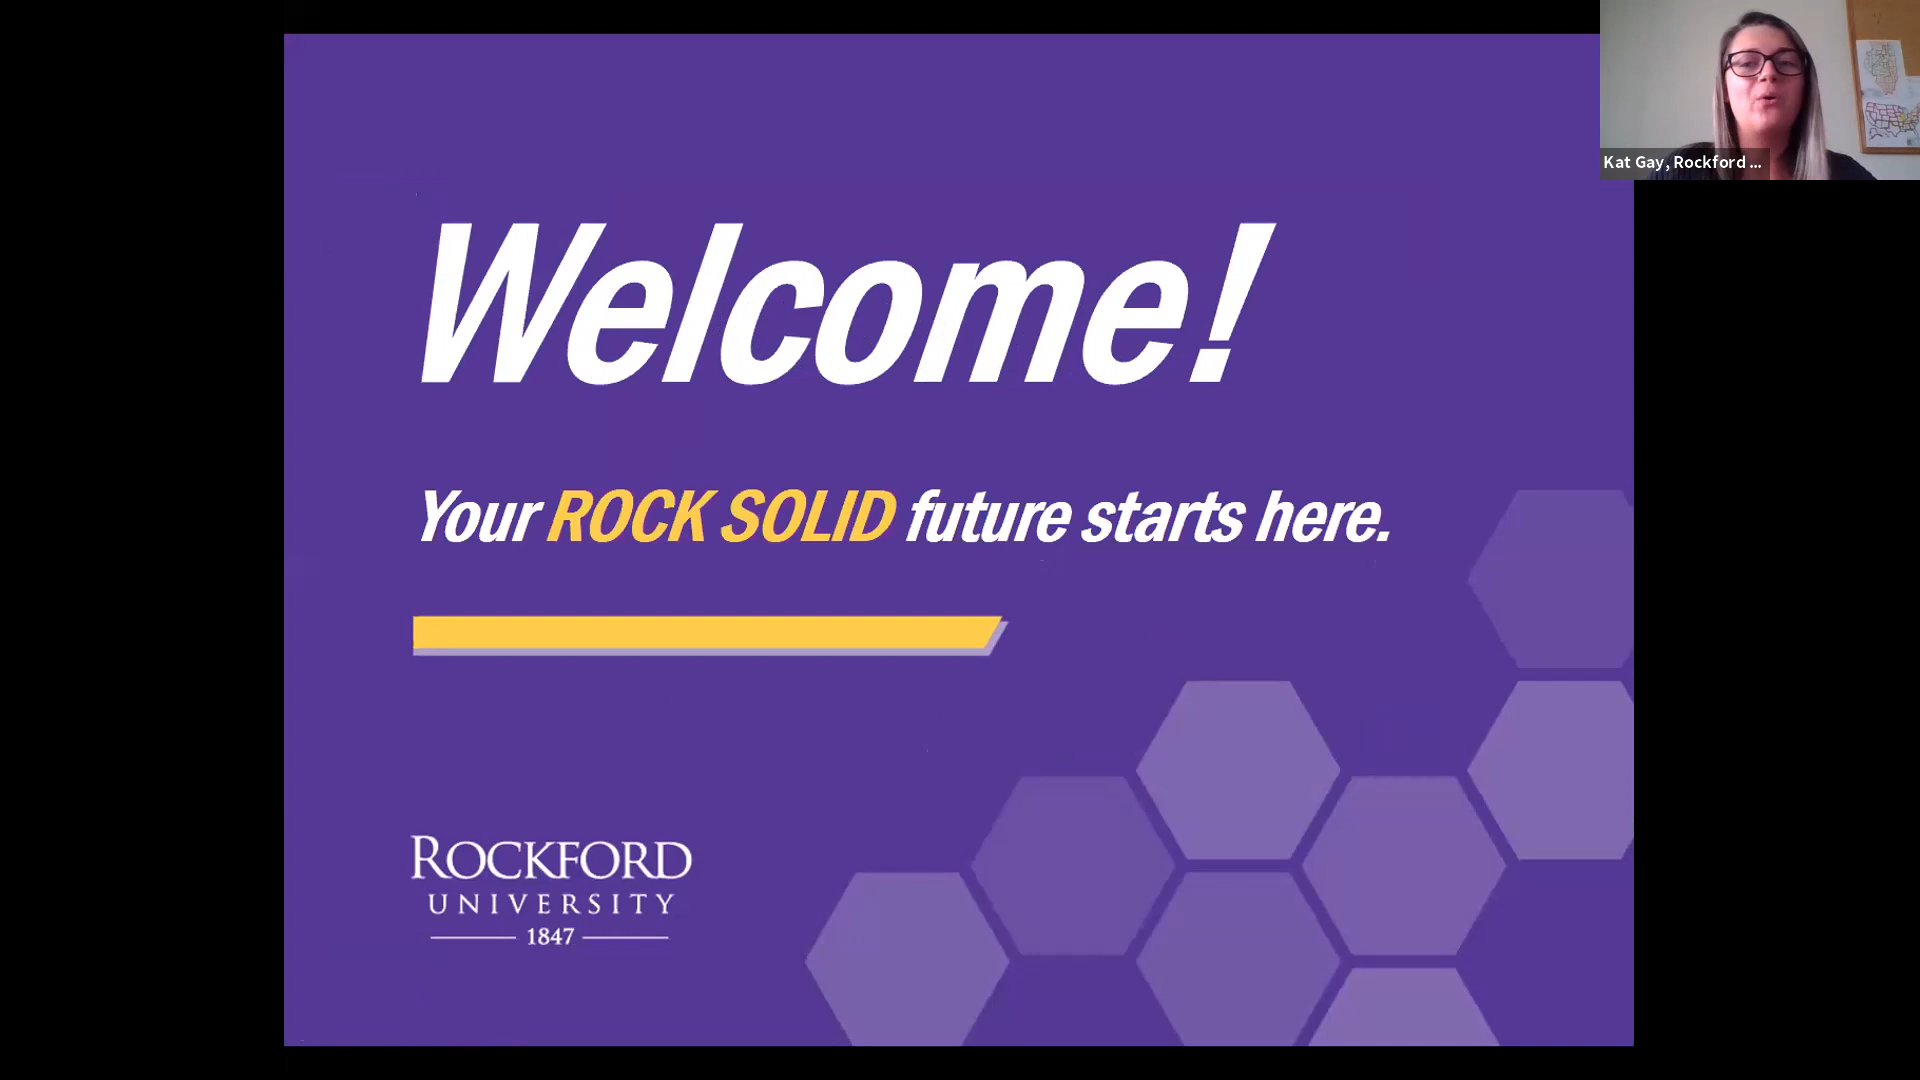 Welcome!
Your ROCK SOLID future starts here.
ROCKFORD
UNIVERSITY
1847
Kat Gay, Rockford ...